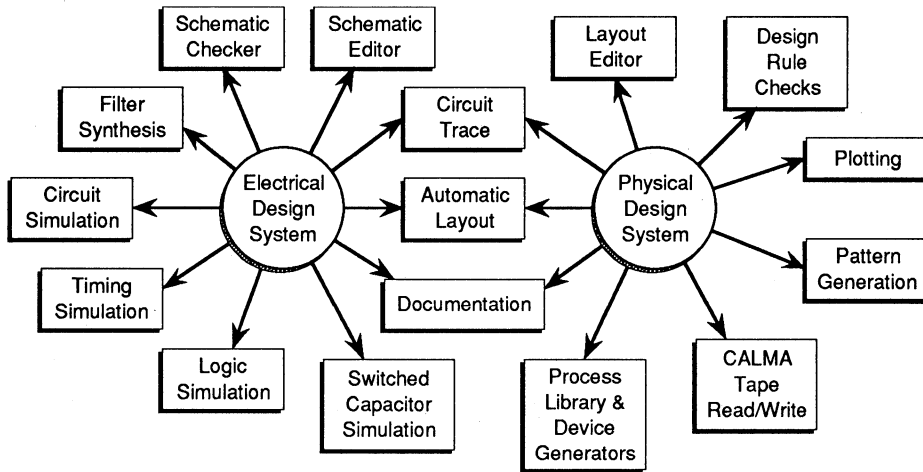 Schematic
Checker
Schematic
Editor
Layout
Editor
Design
Rule
Checks
Filter
Synthesis
Circuit
Trace
Plotting
Circuit
Simulation
Electrical
Design
System
Automatic
Layout
Physical
Design
System
Pattern
Generation
Timing
Simulation
Documentation
Logic
Simulation
Switched
Capacitor
Simulation
Process
Library &
Device
Generators
CALMA
Tape
Read/Write